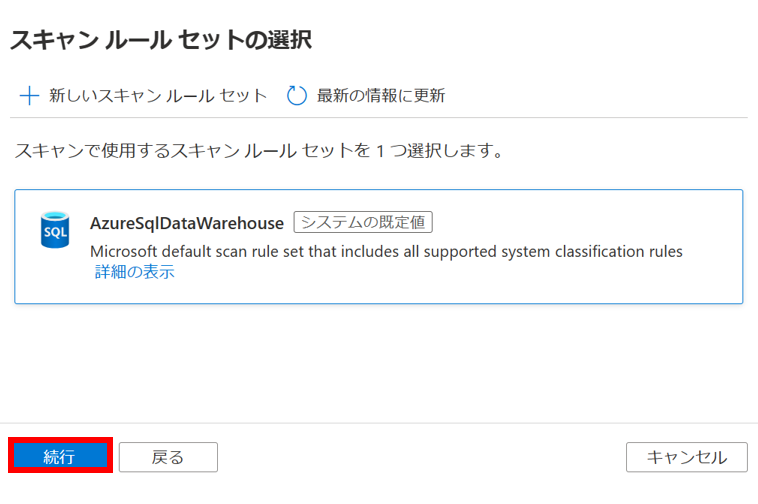 スキャン ルール セットの選択
新しいスキャン ルール セット 最新の情報に更新
スキャンで使用するスキャン ルール セットを 1 つ選択します。
SQL
AzureSqlDataWarehouse システムの既定値
Microsoft default scan rule set that includes all supported system classification rules
詳細の表示
続行 戻る キャンセル